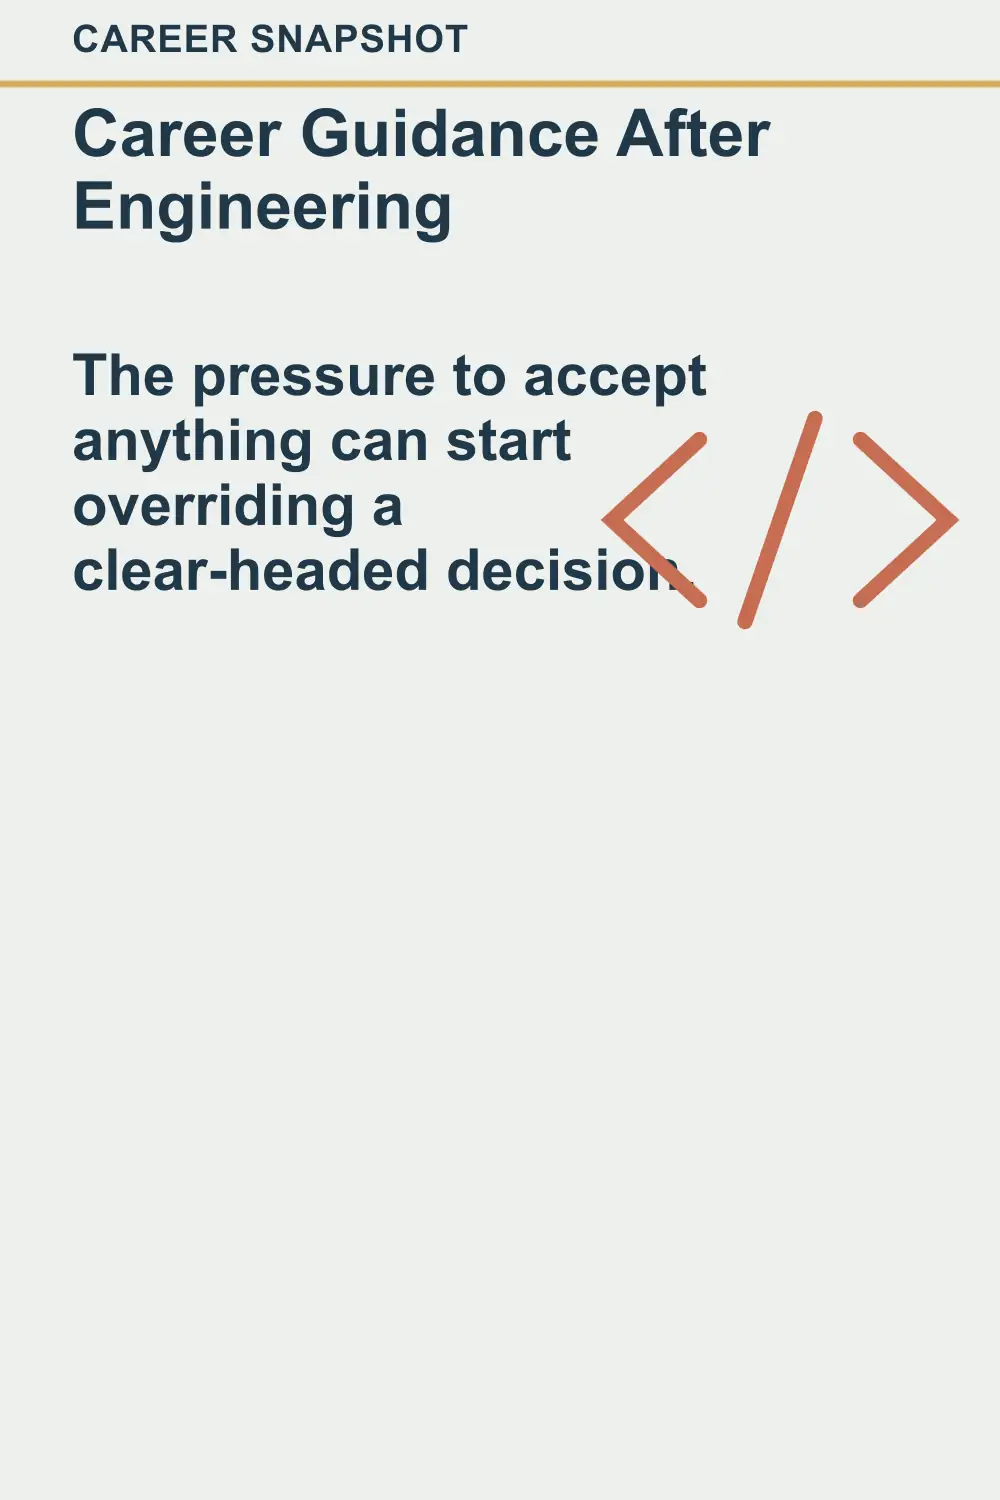 CAREER SNAPSHOT
Career Guidance After
Engineering
The pressure to accept
anything can start
overriding a
clear-headed decision.